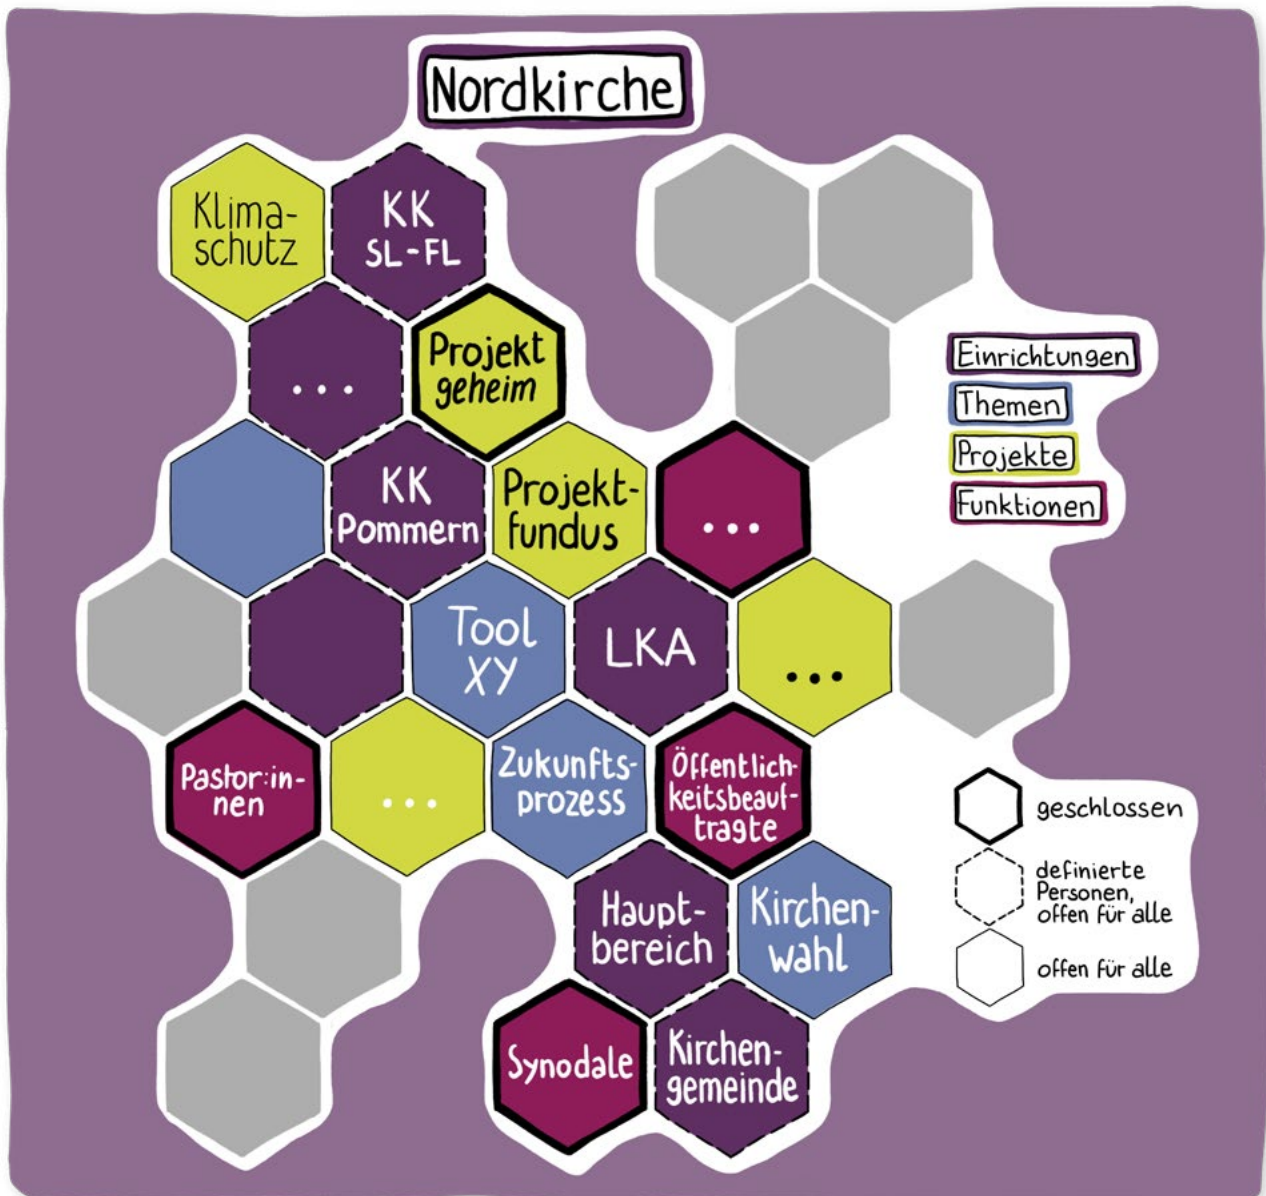 Nordkirche
Klima-
schutz
KK
SL-FL
...
Projekt
geheim
KK
Pommern
Projekt-
fundus
...
Tool
XY
LKA
...
Pastor:in-
nen
...
Zukunfts-
prozess
Öffentlich-
keitsbeauf-
tragte
Haupt-
bereich
Kirchen-
wahl
Synodale
Kirchen-
gemeinde
Einrichtungen
Themen
Projekte
Funktionen
geschlossen
definierte
Personen,
offen für alle
offen für alle